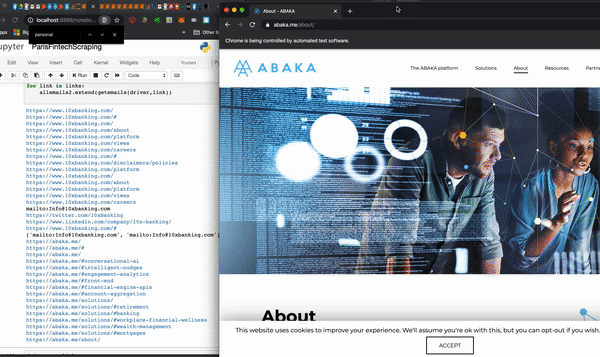 localhost:8888/notebo
personal
Other Bo
upyter ParisFintechScraping
Edit View Insert Cell Kernel Widgets Help Trusted
Run Code
for link in links:
allemails2.extend(getemails(driver,link))
https://www.10xbanking.com/
https://www.10xbanking.com/#
https://www.10xbanking.com/
https://www.10xbanking.com/about
https://www.10xbanking.com/platform
https://www.10xbanking.com/views
https://www.10xbanking.com/careers
https://www.10xbanking.com/#
https://www.10xbanking.com/disclaimers/policies
https://www.10xbanking.com/platform
https://www.10xbanking.com/
https://www.10xbanking.com/about
https://www.10xbanking.com/platform
https://www.10xbanking.com/views
https://www.10xbanking.com/careers
mailto:Info@10xbanking.com
https://twitter.com/10xBanking
https://www.linkedin.com/company/10x-banking/
https://www.10xbanking.com/#
['mailto:Info@10xbanking.com', 'mailto:Info@10xbanking.com']
https://abaka.me/
https://abaka.me/#
https://abaka.me/
https://abaka.me/#conversational-ai
https://abaka.me/#intelligent-nudges
https://abaka.me/#engagement-analytics
https://abaka.me/#front-end
https://abaka.me/#financial-engine-apis
https://abaka.me/#account-aggregation
https://abaka.me/solutions/
https://abaka.me/solutions/#retirement
https://abaka.me/solutions/#banking
https://abaka.me/solutions/#workplace-financial-wellness
https://abaka.me/solutions/#wealth-management
https://abaka.me/solutions/#mortgages
https://abaka.me/about/
About - ABAKA
abaka.me/about/
Chrome is being controlled by automated test software.
ABAKA
The ABAKA platform Solutions About Resources Partne
About
This website uses cookies to improve your experience. We'll assume you're ok with this, but you can opt-out if you wish.
ACCEPT